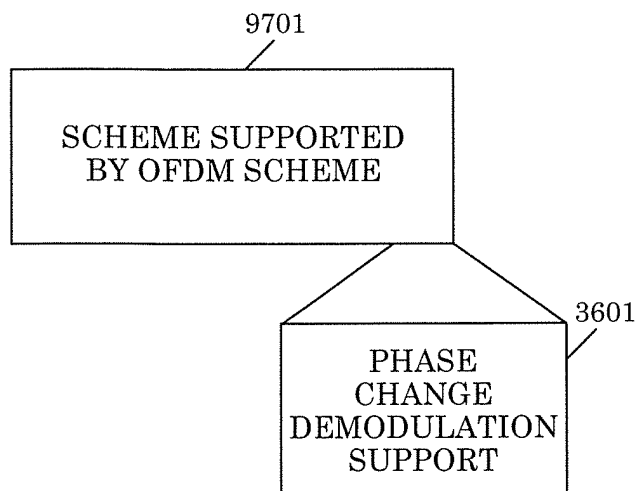 9701
SCHEME SUPPORTED
BY OFDM SCHEME
3601
PHASE
CHANGE
DEMODULATION
SUPPORT